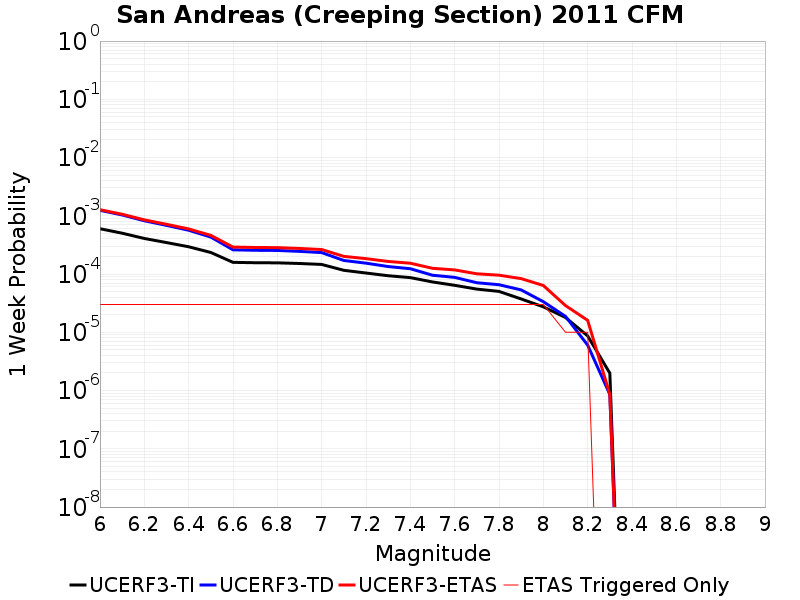 San Andreas (Creeping Section) 2011 CFM
10^0
10^-1
10^-2
10^-3
10^-4
10^-5
10^-6
10^-7
10^-8
1 Week Probability
6 6.2 6.4 6.6 6.8 7 7.2 7.4 7.6 7.8 8 8.2 8.4 8.6 8.8 9
Magnitude
UCERF3-TI UCERF3-TD UCERF3-ETAS ETAS Triggered Only